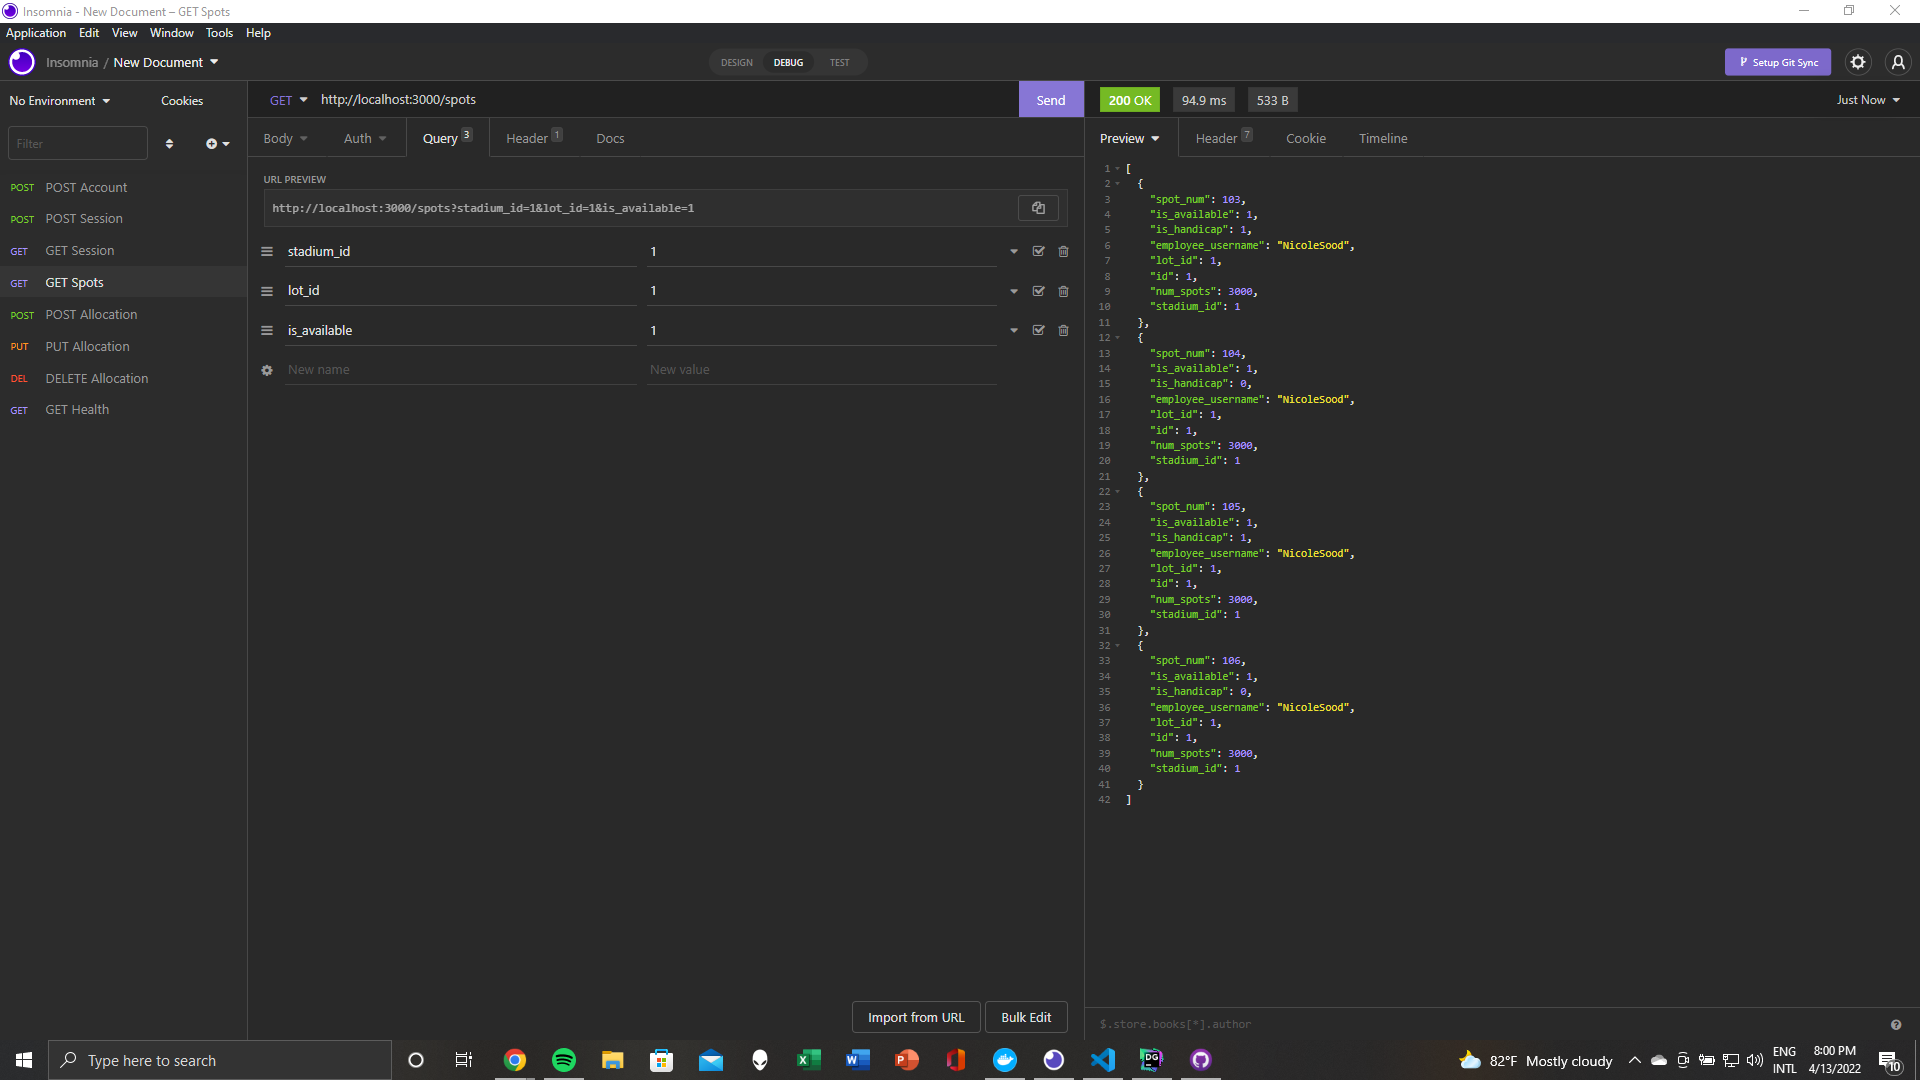 Insomnia - New Document – GET Spots
Application Edit View Window Tools Help
Insomnia / New Document
DESIGN DEBUG TEST
Setup Git Sync
No Environment Cookies
GET http://localhost:3000/spots Send
200 OK 94.9 ms 533 B Just Now
Filter
Body Auth Query 3 Header 1 Docs
Preview Header 7 Cookie Timeline
POST POST Account
POST POST Session
GET GET Session
GET GET Spots
POST POST Allocation
PUT PUT Allocation
DEL DELETE Allocation
GET GET Health
URL PREVIEW
http://localhost:3000/spots?stadium_id=1&lot_id=1&is_available=1
stadium_id 1
lot_id 1
is_available 1
New name New value
Import from URL Bulk Edit
1 [
2 {
3 "spot_num": 103,
4 "is_available": 1,
5 "is_handicap": 1,
6 "employee_username": "NicoleSood",
7 "lot_id": 1,
8 "id": 1,
9 "num_spots": 3000,
10 "stadium_id": 1
11 },
12 {
13 "spot_num": 104,
14 "is_available": 1,
15 "is_handicap": 0,
16 "employee_username": "NicoleSood",
17 "lot_id": 1,
18 "id": 1,
19 "num_spots": 3000,
20 "stadium_id": 1
21 },
22 {
23 "spot_num": 105,
24 "is_available": 1,
25 "is_handicap": 1,
26 "employee_username": "NicoleSood",
27 "lot_id": 1,
28 "id": 1,
29 "num_spots": 3000,
30 "stadium_id": 1
31 },
32 {
33 "spot_num": 106,
34 "is_available": 1,
35 "is_handicap": 0,
36 "employee_username": "NicoleSood",
37 "lot_id": 1,
38 "id": 1,
39 "num_spots": 3000,
40 "stadium_id": 1
41 }
42 ]
$.store.books[*].author
Type here to search
82°F Mostly cloudy
ENG
INTL
8:00 PM
4/13/2022
10